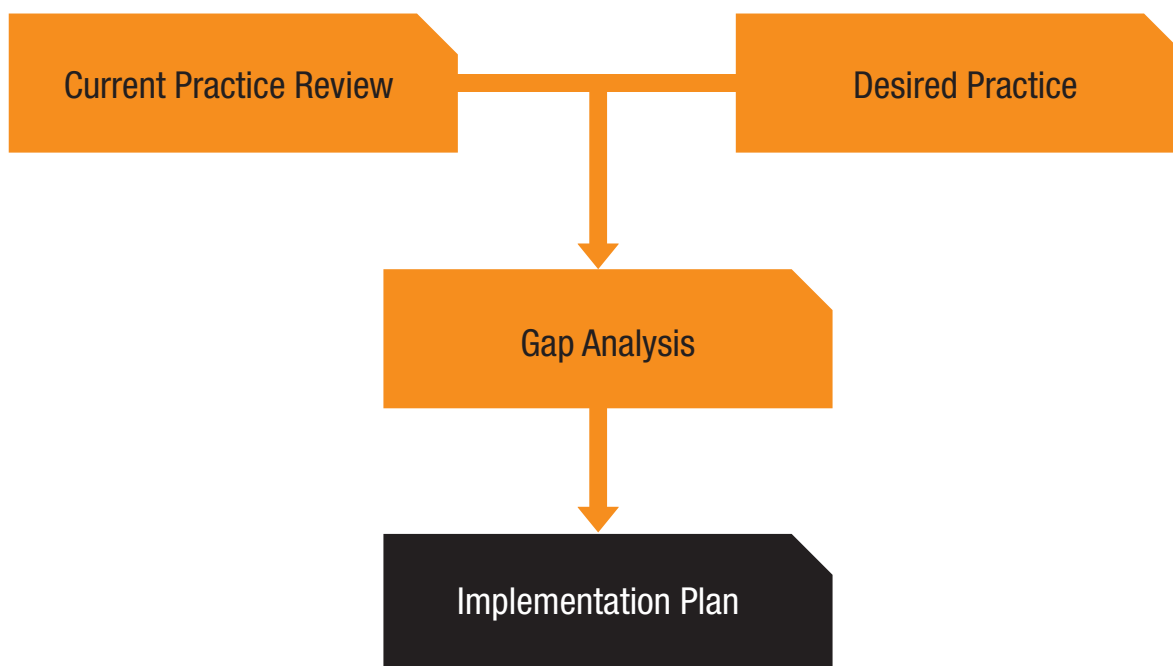 Current Practice Review
Desired Practice
Gap Analysis
Implementation Plan